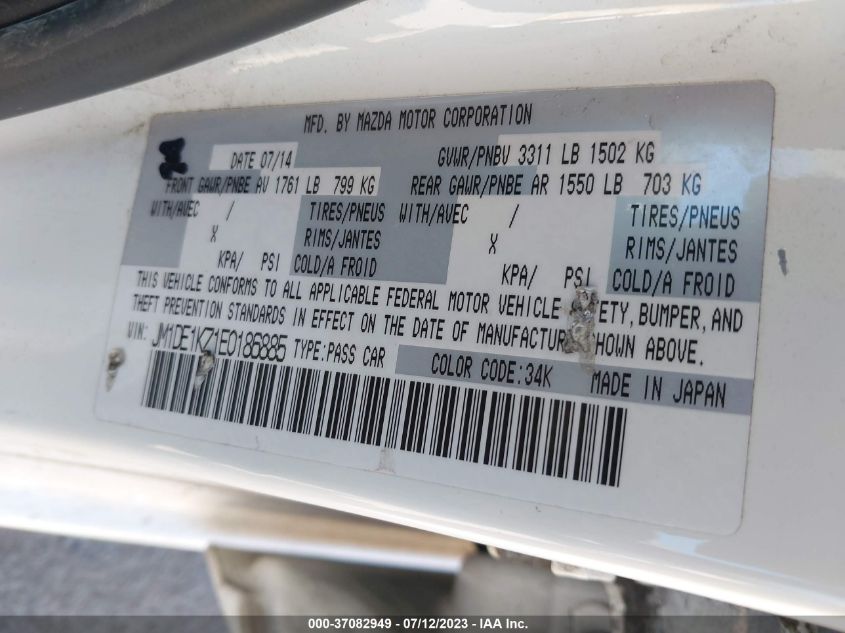 MFD. BY MAZDA MOTOR CORPORATION
DATE 07/14 GVWR/PNBV 3311 LB 1502 KG
FRONT GAWR/PNBE AV 1761 LB 799 KG REAR GAWR/PNBE AR 1550 LB 703 KG
WITH/AVEC / TIRES/PNEUS WITH/AVEC / TIRES/PNEUS
X RIMS/JANTES X RIMS/JANTES
KPA/ PSI COLD/A FROID KPA/ PSI COLD/A FROID
THIS VEHICLE CONFORMS TO ALL APPLICABLE FEDERAL MOTOR VEHICLE ETY, BUMPER, AND
THEFT PREVENTION STANDARDS IN EFFECT ON THE DATE OF MANUFACTUR SHOWN ABOVE.
VIN: JM1DE1KZ1E0186885 TYPE:PASS CAR
COLOR CODE:34K MADE IN JAPAN
000-37082949 / 07/12/2023 - © IAA Inc.